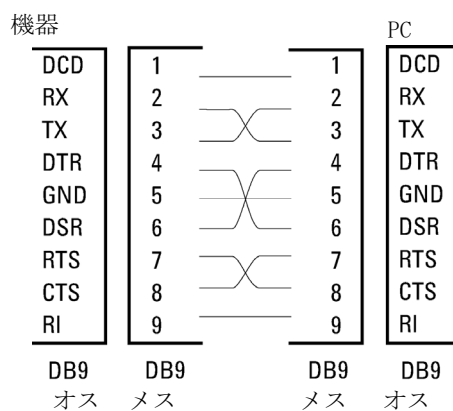 機器 PC
DCD 1 1 DCD
RX 2 2 RX
TX 3 3 TX
DTR 4 4 DTR
GND 5 5 GND
DSR 6 6 DSR
RTS 7 7 RTS
CTS 8 8 CTS
RI 9 9 RI
DB9 DB9 DB9 DB9
オス メス メス オス